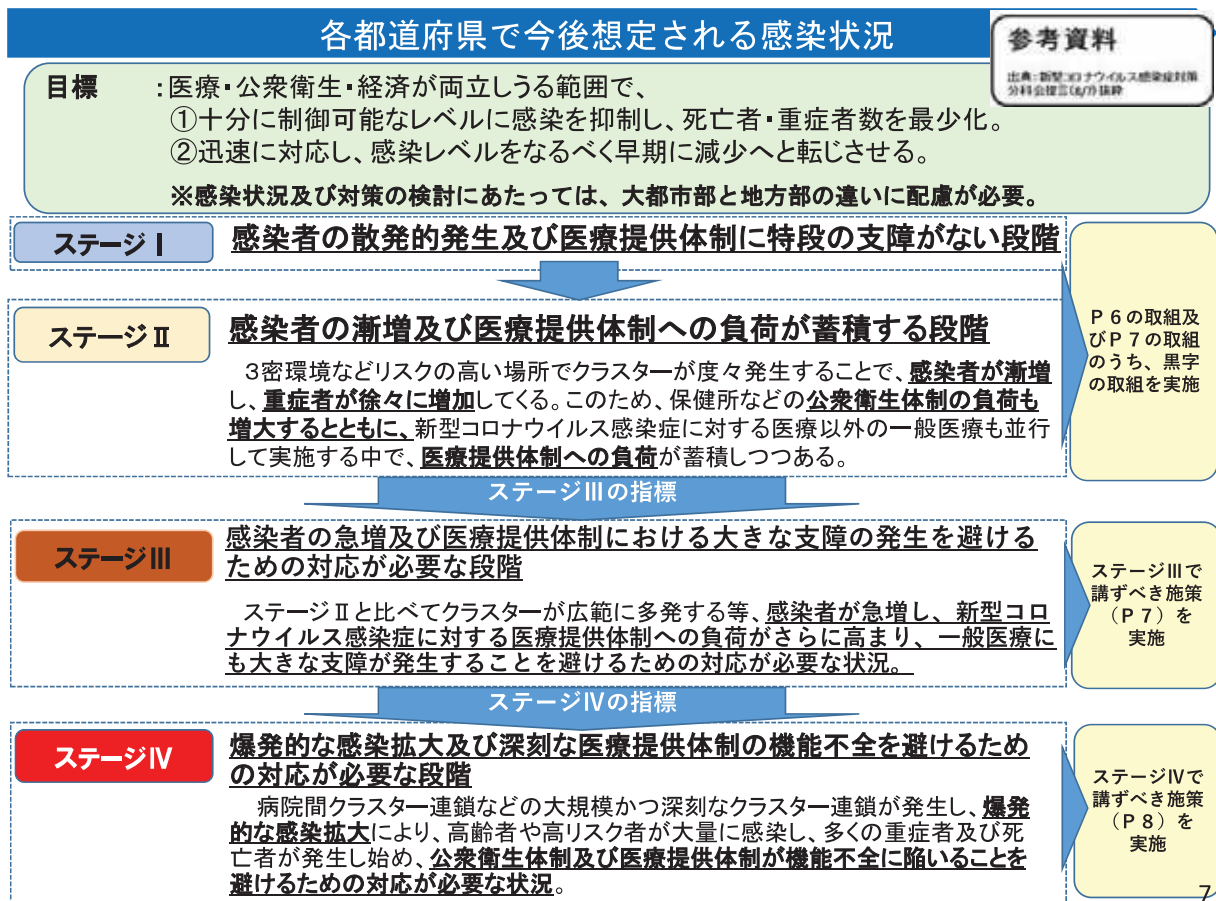 各都道府県で今後想定される感染状況
参考資料
出典:新型コロナウイルス感染症対策
分科会提言(8/7)抜粋
目標　:医療・公衆衛生・経済が両立しうる範囲で、
①十分に制御可能なレベルに感染を抑制し、死亡者・重症者数を最少化。
②迅速に対応し、感染レベルをなるべく早期に減少へと転じさせる。
※感染状況及び対策の検討にあたっては、大都市部と地方部の違いに配慮が必要。
ステージⅠ
感染者の散発的発生及び医療提供体制に特段の支障がない段階
ステージⅡ
感染者の漸増及び医療提供体制への負荷が蓄積する段階
３密環境などリスクの高い場所でクラスターが度々発生することで、感染者が漸増
し、重症者が徐々に増加してくる。このため、保健所などの公衆衛生体制の負荷も
増大するとともに、新型コロナウイルス感染症に対する医療以外の一般医療も並行
して実施する中で、医療提供体制への負荷が蓄積しつつある。
Ｐ６の取組及
びＰ７の取組
のうち、黒字
の取組を実施
ステージⅢの指標
ステージⅢ
感染者の急増及び医療提供体制における大きな支障の発生を避ける
ための対応が必要な段階
ステージⅡと比べてクラスターが広範に多発する等、感染者が急増し、新型コロ
ナウイルス感染症に対する医療提供体制への負荷がさらに高まり、一般医療に
も大きな支障が発生することを避けるための対応が必要な状況。
ステージⅢで
講ずべき施策
（Ｐ７）を
実施
ステージⅣの指標
ステージⅣ
爆発的な感染拡大及び深刻な医療提供体制の機能不全を避けるため
の対応が必要な段階
病院間クラスター連鎖などの大規模かつ深刻なクラスター連鎖が発生し、爆発
的な感染拡大により、高齢者や高リスク者が大量に感染し、多くの重症者及び死
亡者が発生し始め、公衆衛生体制及び医療提供体制が機能不全に陥いることを
避けるための対応が必要な状況。
ステージⅣで
講ずべき施策
（Ｐ８）を
実施
7